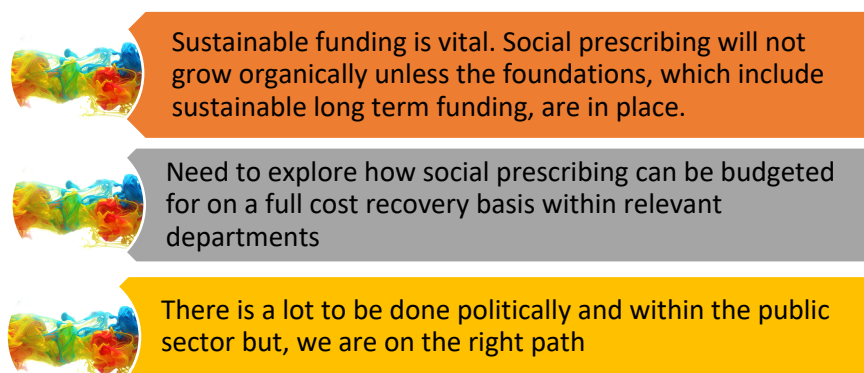 Sustainable funding is vital. Social prescribing will not
grow organically unless the foundations, which include
sustainable long term funding, are in place.
Need to explore how social prescribing can be budgeted
for on a full cost recovery basis within relevant
departments
There is a lot to be done politically and within the public
sector but, we are on the right path